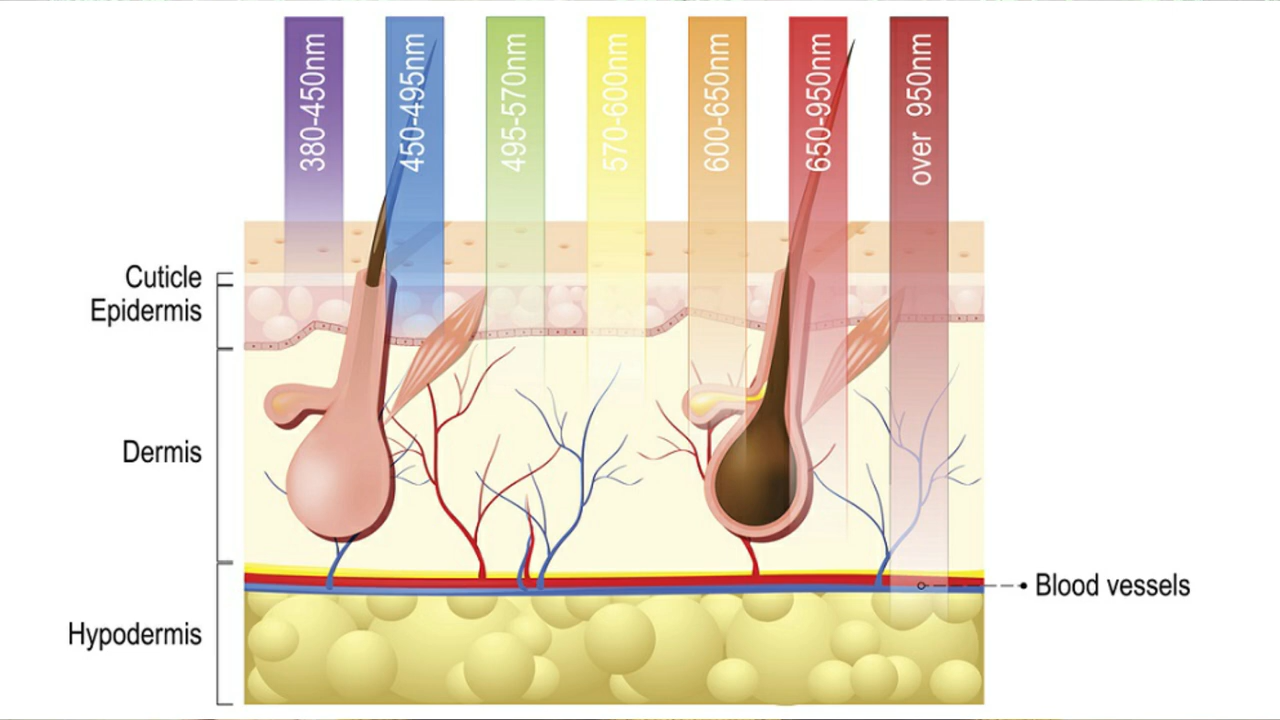 380-450nm
450-495nm
495-570nm
570-600nm
600-650nm
650-950nm
over 950nm
Cuticle
Epidermis
Dermis
Blood vessels
Hypodermis